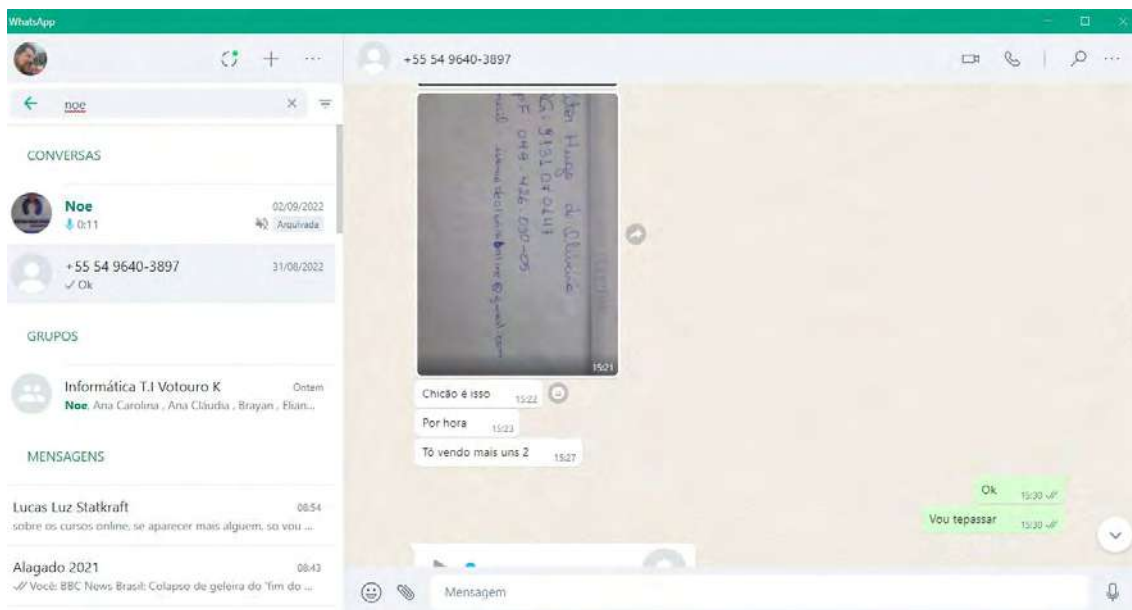 WhatsApp
noe
CONVERSAS
Noe
02/09/2022
0:11
Arquivada
+55 54 9640-3897
31/08/2022
Ok
GRUPOS
Informática T.I Votouro K
Ontem
Noe, Ana Carolina , Ana Cláudia , Brayan , Elian...
MENSAGENS
Lucas Luz Statkraft
08:54
sobre os cursos online, se aparecer mais alguem, so vou ...
Alagado 2021
08:43
Você: BBC News Brasil: Colapso de geleira do 'fim do ...
+55 54 9640-3897
Hugo de Oliveira
15:21
Chicão é isso
15:22
Por hora
15:23
Tô vendo mais uns 2
15:27
Ok
15:30
Vou tepassar
15:30
Mensagem